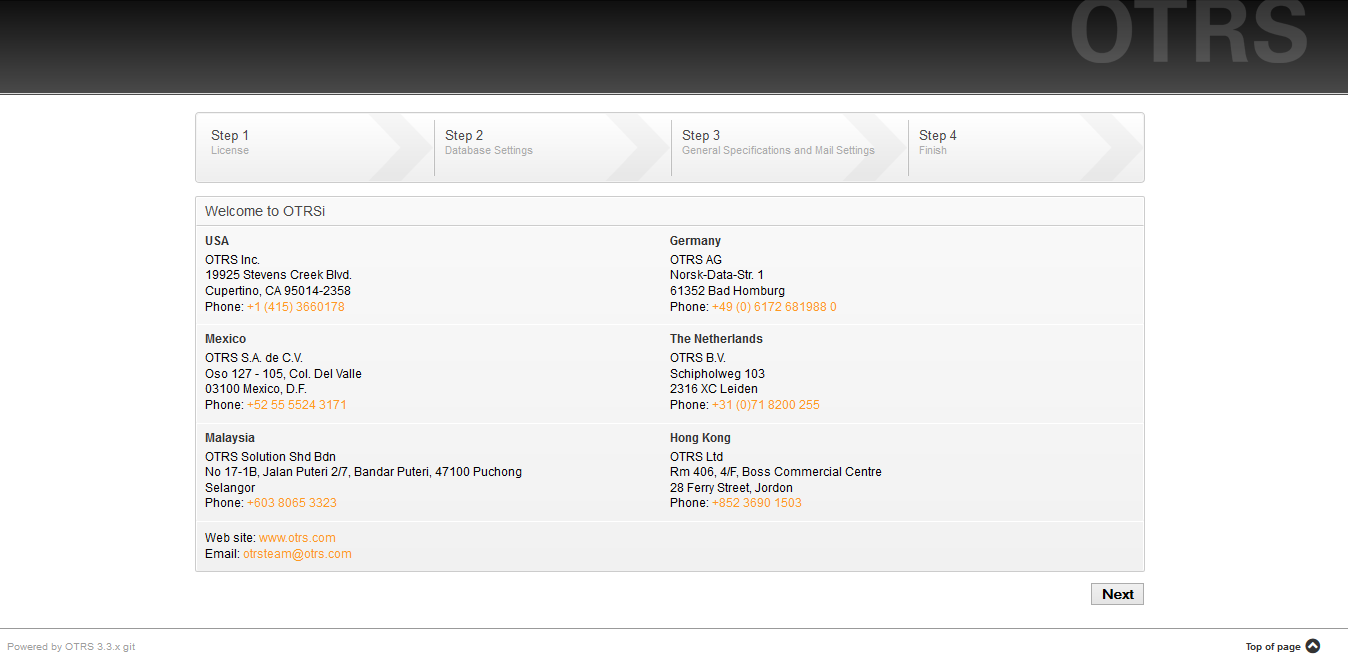 OTRS
Step 1
License
Step 2
Database Settings
Step 3
General Specifications and Mail Settings
Step 4
Finish
Welcome to OTRSi
USA
OTRS Inc.
19925 Stevens Creek Blvd.
Cupertino, CA 95014-2358
Phone: +1 (415) 3660178
Germany
OTRS AG
Norsk-Data-Str. 1
61352 Bad Homburg
Phone: +49 (0) 6172 681988 0
Mexico
OTRS S.A. de C.V.
Oso 127 - 105, Col. Del Valle
03100 Mexico, D.F.
Phone: +52 55 5524 3171
The Netherlands
OTRS B.V.
Schipholweg 103
2316 XC Leiden
Phone: +31 (0)71 8200 255
Malaysia
OTRS Solution Shd Bdn
No 17-1B, Jalan Puteri 2/7, Bandar Puteri, 47100 Puchong
Selangor
Phone: +603 8065 3323
Hong Kong
OTRS Ltd
Rm 406, 4/F, Boss Commercial Centre
28 Ferry Street, Jordon
Phone: +852 3690 1503
Web site: www.otrs.com
Email: otrsteam@otrs.com
Next
Powered by OTRS 3.3.x git
Top of page